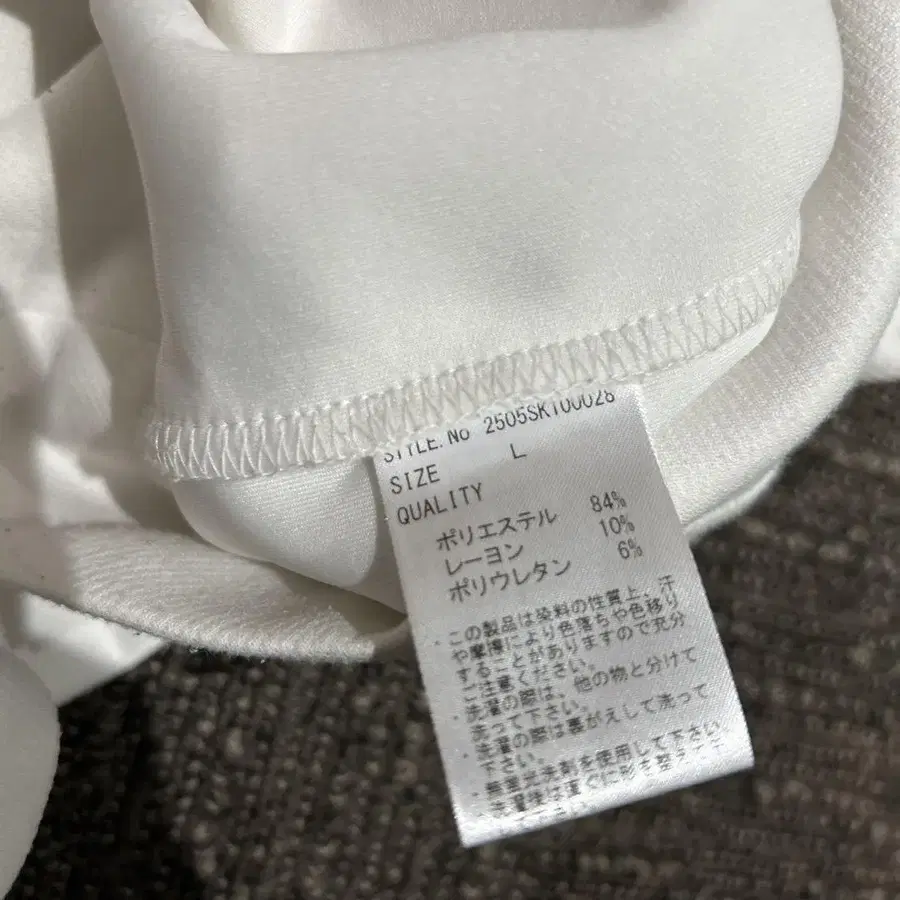 STYLE.No 2505SK100028
SIZE L
QUALITY
ポリエステル 84%
レーヨン 10%
ポリウレタン 6%
・この製品は染料の性質上、汗
や摩擦により色落ちや色移り
することがありますので充分
ご注意ください。
・洗濯の際は、他の物と分けて
洗って下さい。
・洗濯の際は裏がえして洗って
下さい。
・無蛍光洗剤を使用して下さい
洗濯後は直ぐに形を整えて